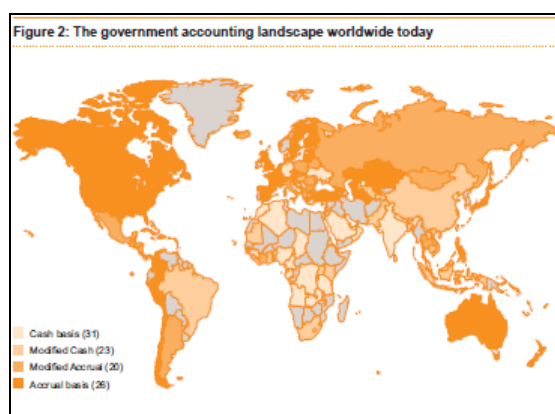 Figure 2: The government accounting landscape worldwide today
Cash basis (31)
Modified Cash (23)
Modified Accrual (20)
Accrual basis (26)